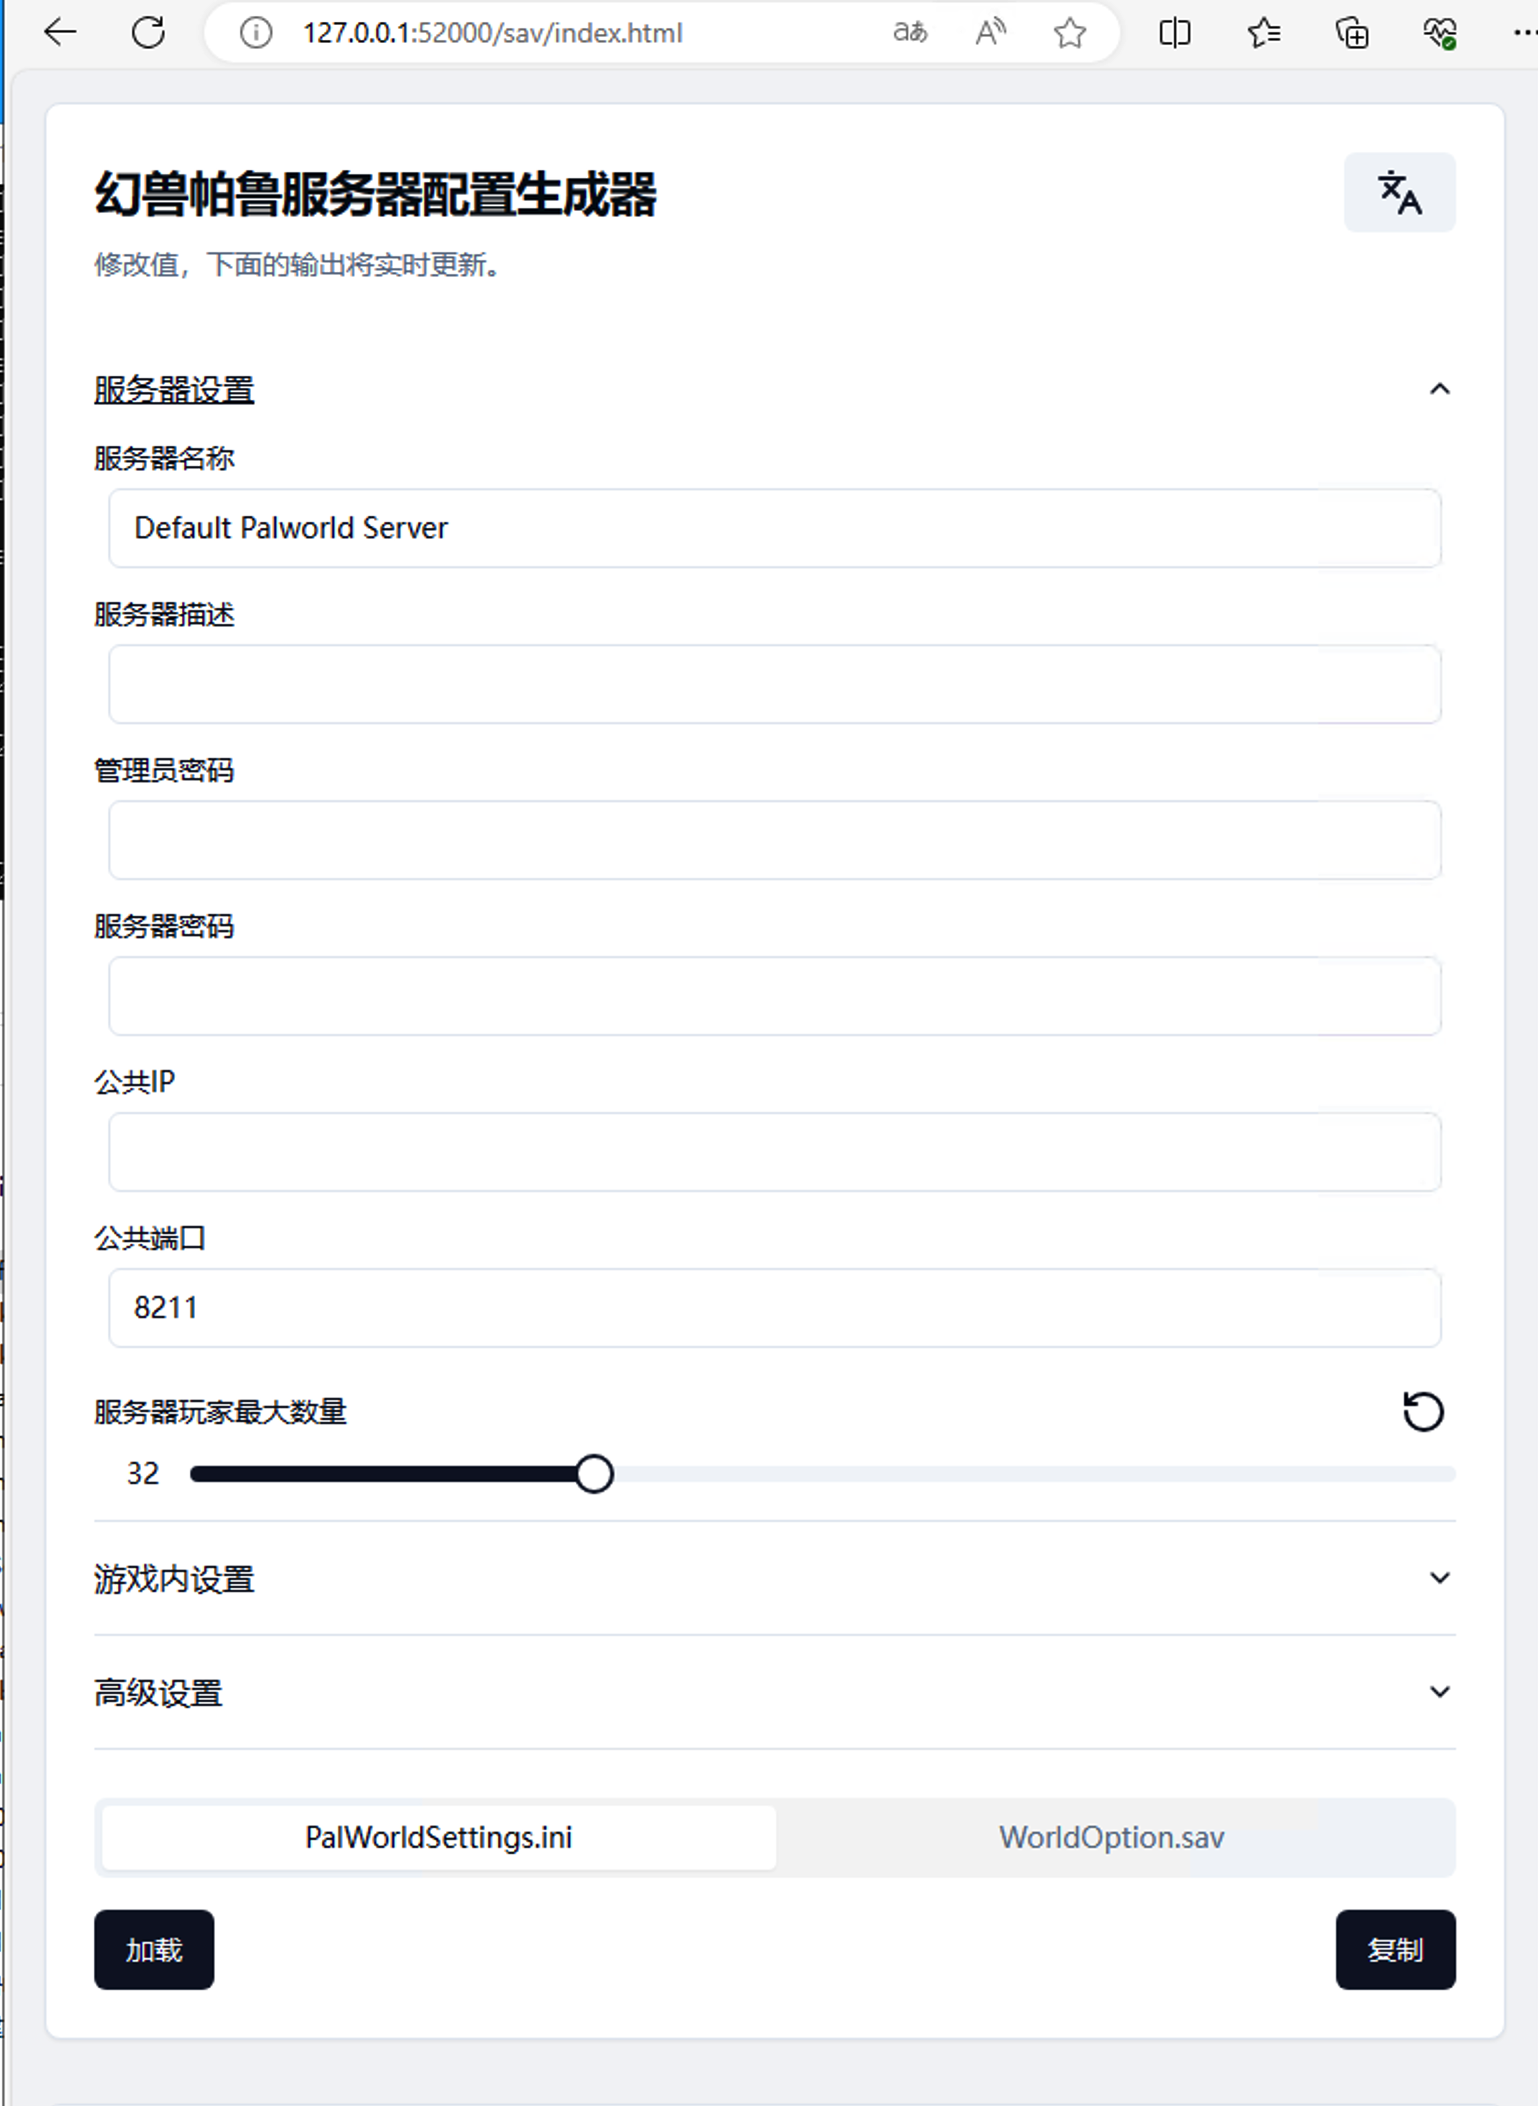 127.0.0.1:52000/sav/index.html
幻兽帕鲁服务器配置生成器
修改值，下面的输出将实时更新。
服务器设置
服务器名称
Default Palworld Server
服务器描述
管理员密码
服务器密码
公共IP
公共端口
8211
服务器玩家最大数量
32
游戏内设置
高级设置
PalWorldSettings.ini
WorldOption.sav
加载
复制